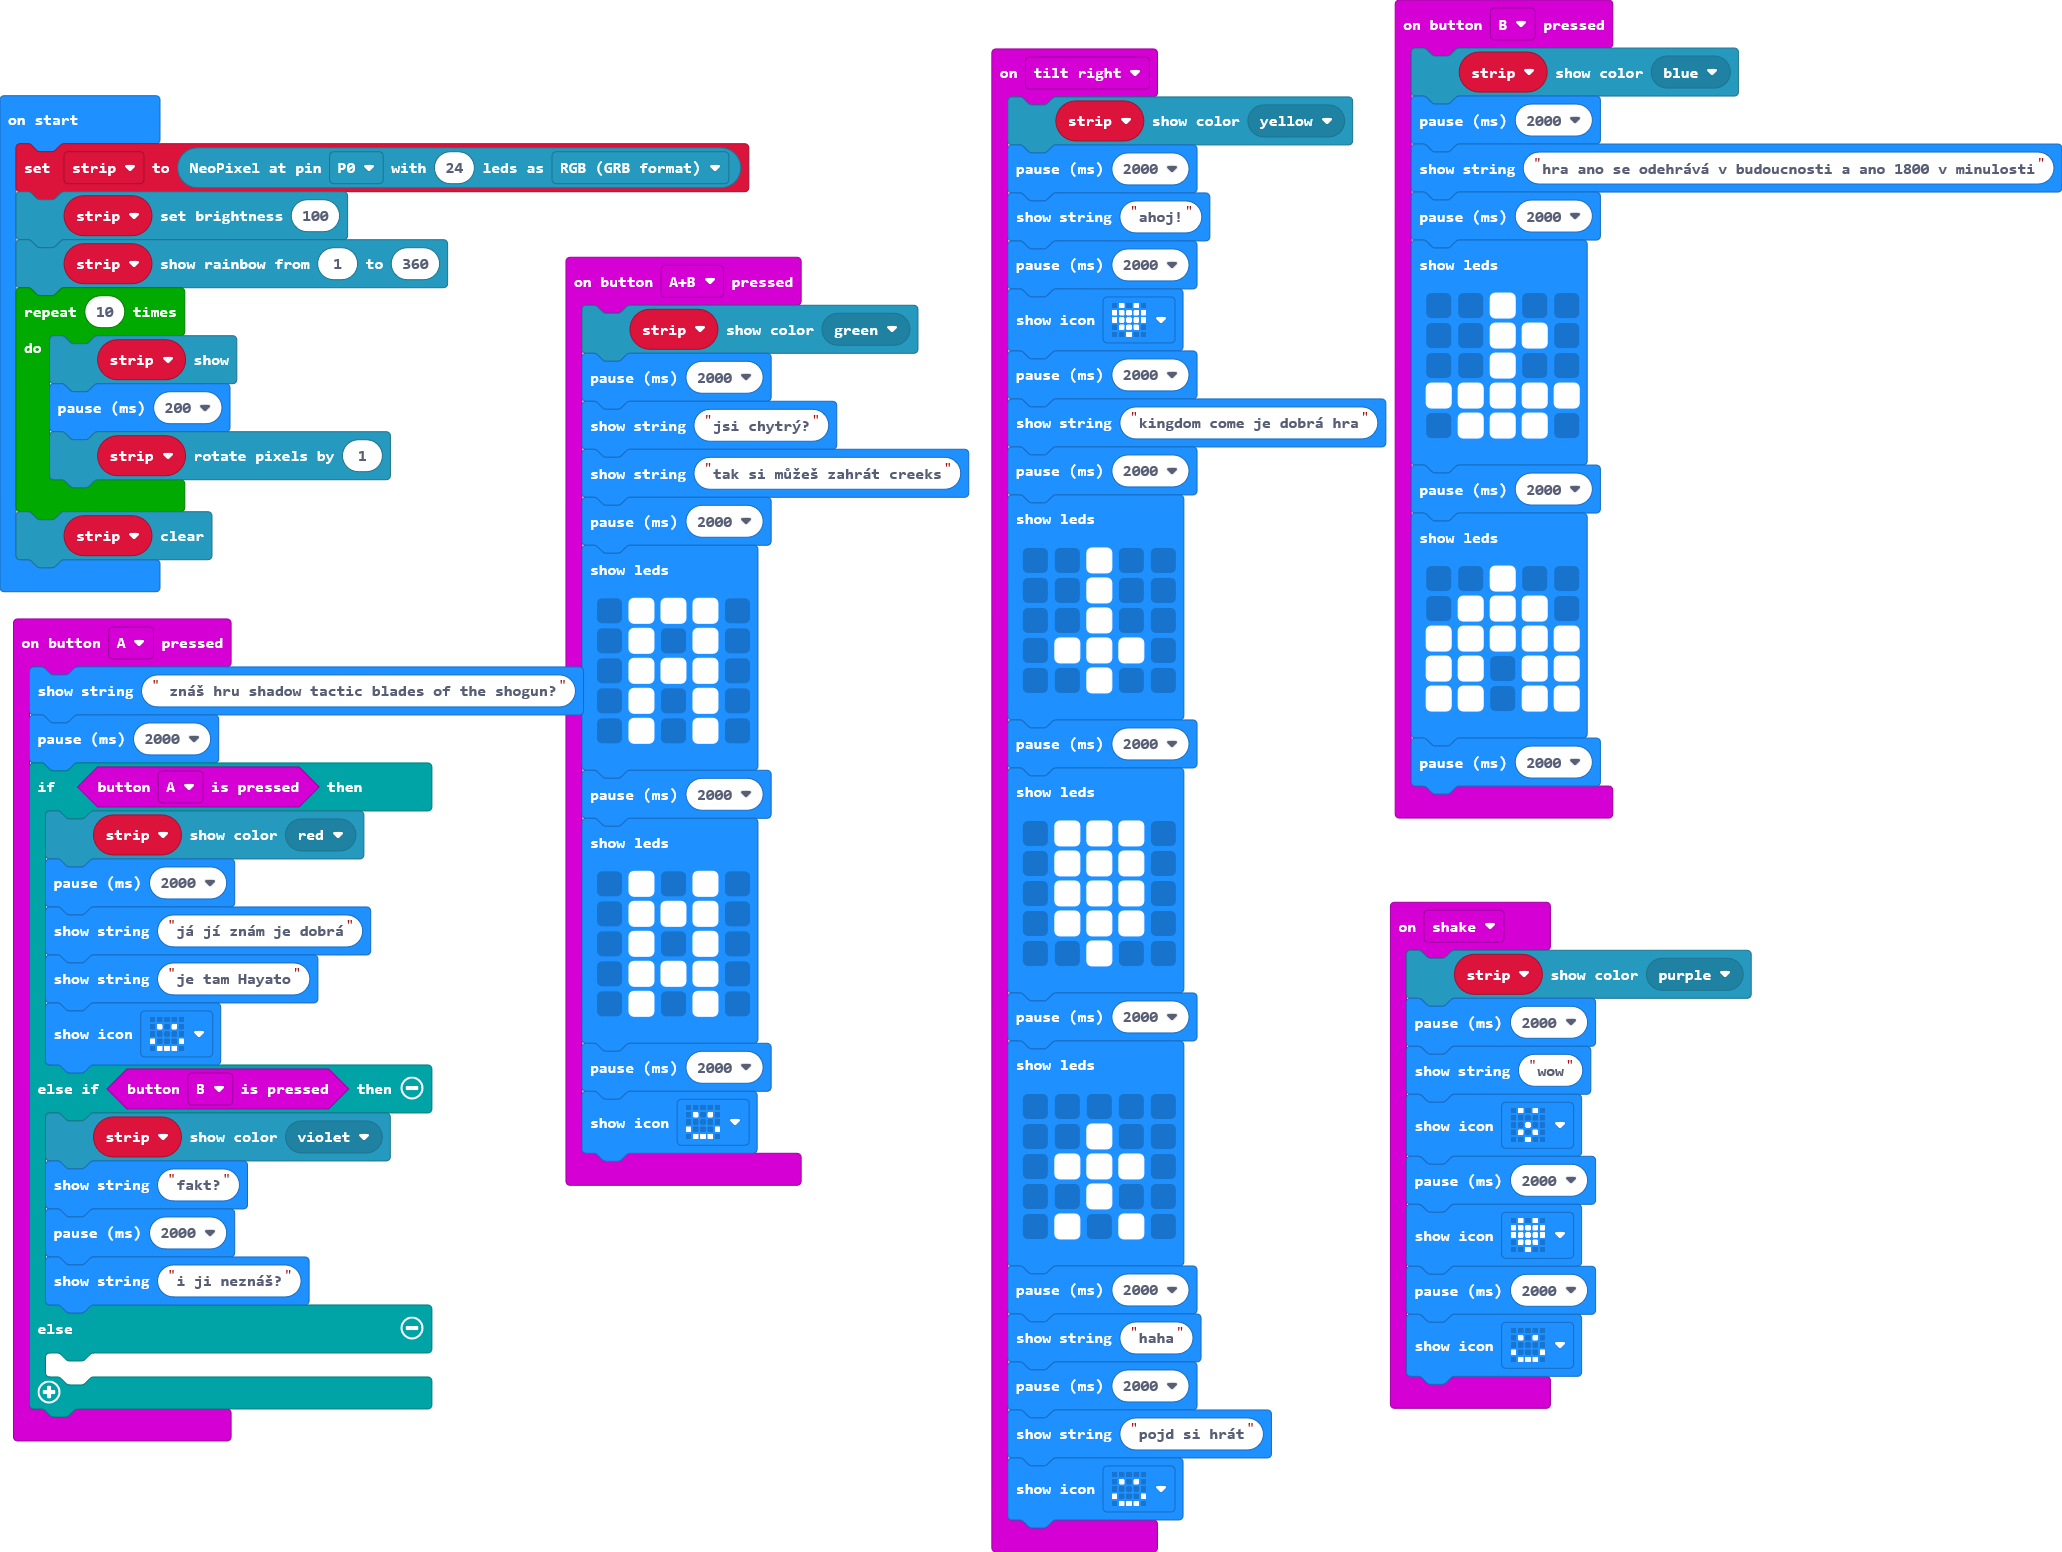 on start
set strip to NeoPixel at pin P0 with 24 leds as RGB (GRB format)
strip set brightness 100
strip show rainbow from 1 to 360
repeat 10 times
do strip show
pause (ms) 200
strip rotate pixels by 1
strip clear
on button A pressed
show string " znáš hru shadow tactic blades of the shogun?"
pause (ms) 2000
if button A is pressed then
strip show color red
pause (ms) 2000
show string "já jí znám je dobrá"
show string "je tam Hayato"
show icon
else if button B is pressed then
strip show color violet
show string "fakt?"
pause (ms) 2000
show string "i ji neznáš?"
else
on button A+B pressed
strip show color green
pause (ms) 2000
show string "jsi chytrý?"
show string "tak si můžeš zahrát creeks"
pause (ms) 2000
show leds
pause (ms) 2000
show leds
pause (ms) 2000
show icon
on tilt right
strip show color yellow
pause (ms) 2000
show string "ahoj!"
pause (ms) 2000
show icon
pause (ms) 2000
show string "kingdom come je dobrá hra"
pause (ms) 2000
show leds
pause (ms) 2000
show leds
pause (ms) 2000
show leds
pause (ms) 2000
show string "haha"
pause (ms) 2000
show string "pojd si hrát"
show icon
on button B pressed
strip show color blue
pause (ms) 2000
show string "hra ano se odehrává v budoucnosti a ano 1800 v minulosti"
pause (ms) 2000
show leds
pause (ms) 2000
show leds
pause (ms) 2000
on shake
strip show color purple
pause (ms) 2000
show string "wow"
show icon
pause (ms) 2000
show icon
pause (ms) 2000
show icon